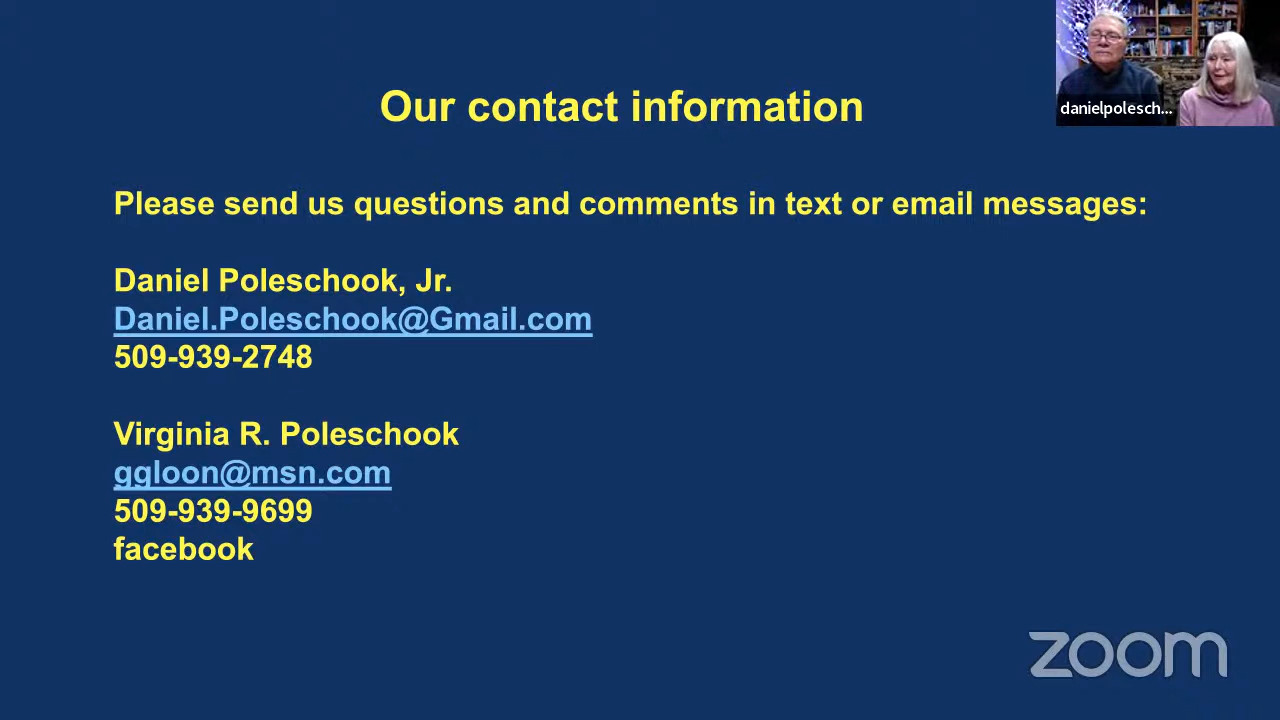 Our contact information
danielpolesch...
Please send us questions and comments in text or email messages:
Daniel Poleschook, Jr.
Daniel.Poleschook@Gmail.com
509-939-2748
Virginia R. Poleschook
ggloon@msn.com
509-939-9699
facebook
zoom